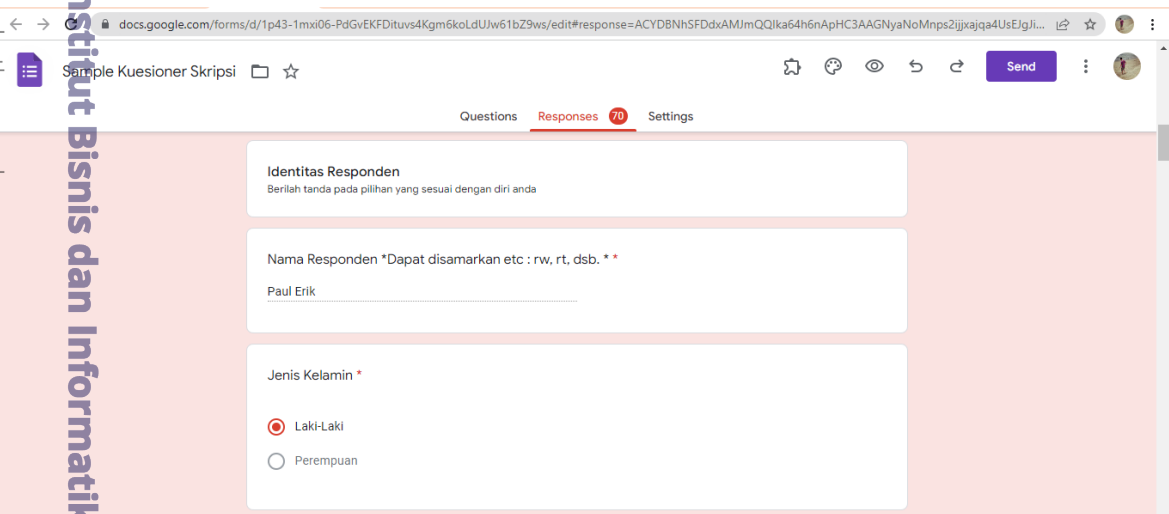 docs.google.com/forms/d/1p43-1mxi06-PdGvEKFDituvs4Kgm6koLdUJw61bZ9ws/edit#response=ACYDBNhSFDdxAMJmQQIka64h6nApHC3AAGNyaNoMnps2ijjxajqa4UsEJgJi...
Sample Kuesioner Skripsi
Send
Questions
Responses 70
Settings
Identitas Responden
Berilah tanda pada pilihan yang sesuai dengan diri anda
Nama Responden *Dapat disamarkan etc : rw, rt, dsb. * *
Paul Erik
Jenis Kelamin *
Laki-Laki
Perempuan
nstitut Bisnis dan Informatik